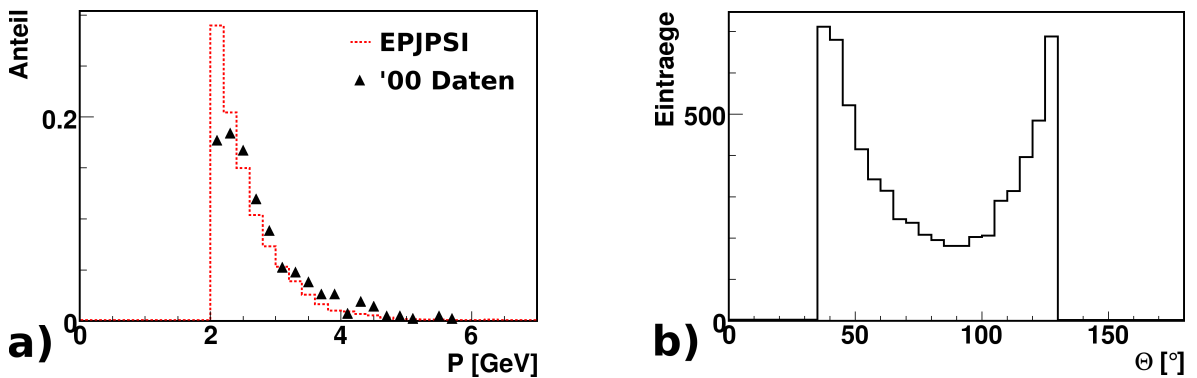 Anteil
EPJPSI
'00 Daten
0.2
0
0 2 4 6
P [GeV]
a)
Eintraege
500
0
0 50 100 150
Θ [°]
b)